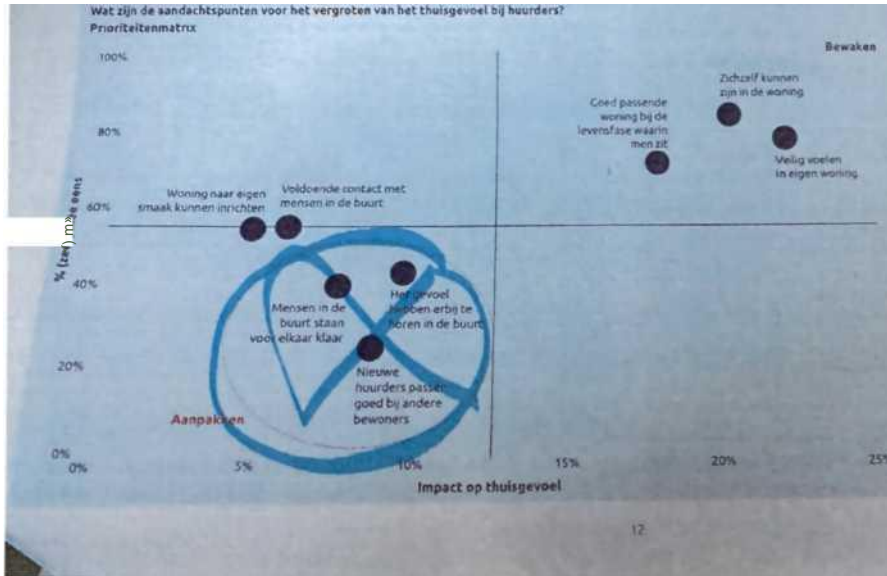 Wat zijn de aandachtspunten voor het vergroten van het thuisgevoel bij huurders?
Prioriteitenmatrix
Bewaken
100%
80%
60%
40%
20%
0%
% (zeer) mee eens
Zichzelf kunnen
zijn in de woning
Goed passende
woning bij de
levensfase waarin
men zit
Veilig voelen
in eigen woning
Woning naar eigen
smaak kunnen inrichten
Voldoende contact met
mensen in de buurt
Mensen in de
buurt staan
voor elkaar klaar
Het gevoel
hebben erbij te
horen in de buurt
Nieuwe
huurders passen
goed bij andere
bewoners
Aanpakken
0%
5%
10%
15%
20%
25%
Impact op thuisgevoel
12